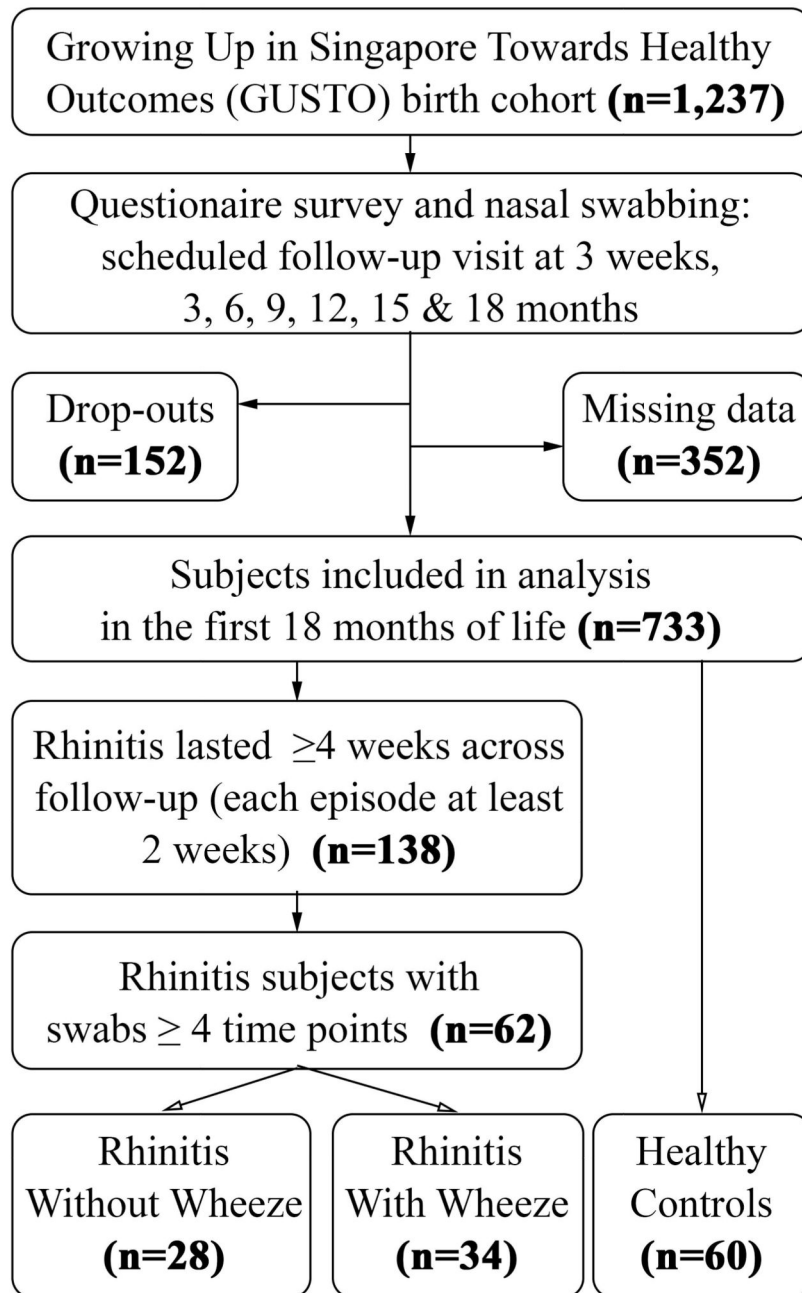 Growing Up in Singapore Towards Healthy
Outcomes (GUSTO) birth cohort (n=1,237)
Questionaire survey and nasal swabbing:
scheduled follow-up visit at 3 weeks,
3, 6, 9, 12, 15 & 18 months
Drop-outs
(n=152)
Missing data
(n=352)
Subjects included in analysis
in the first 18 months of life (n=733)
Rhinitis lasted ≥4 weeks across
follow-up (each episode at least
2 weeks) (n=138)
Rhinitis subjects with
swabs ≥ 4 time points (n=62)
Rhinitis
Without Wheeze
(n=28)
Rhinitis
With Wheeze
(n=34)
Healthy
Controls
(n=60)